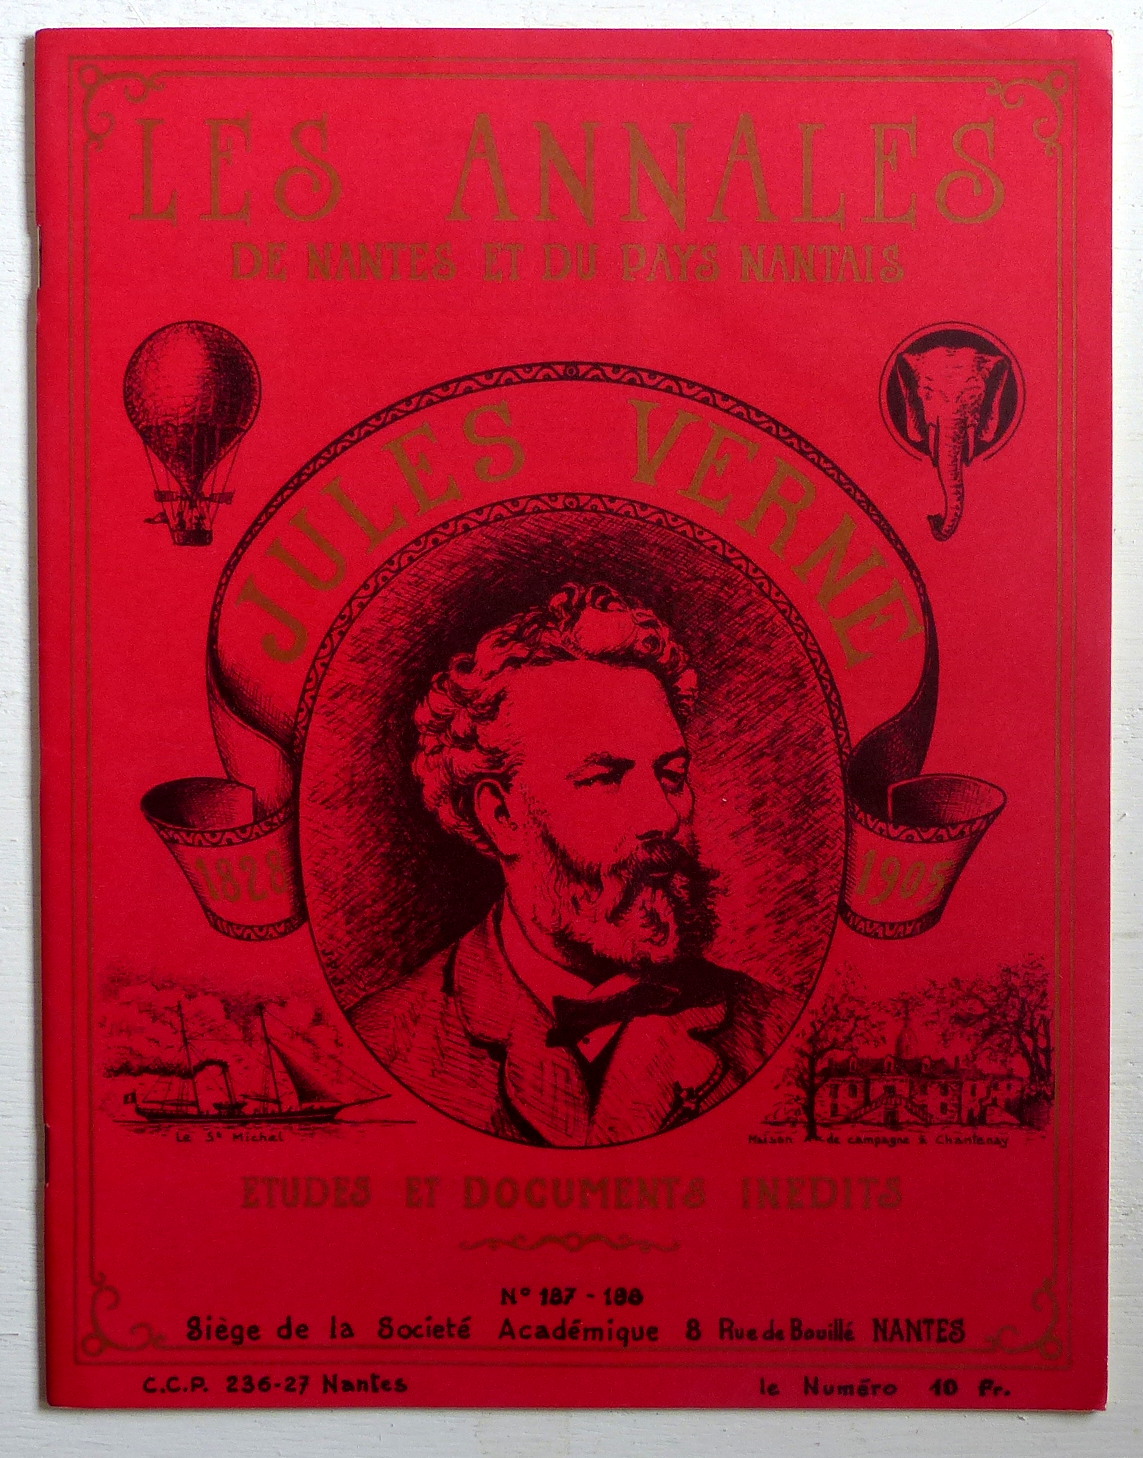 LES ANNALES
DE NANTES ET DU PAYS NANTAIS
JULES VERNE
1828
1905
Le St Michel
Maison de campagne à Chantenay
ETUDES ET DOCUMENTS INEDITS
N° 187 - 188
Siège de la Societé Académique 8 Rue de Bouillé NANTES
C.C.P. 236-27 Nantes
le Numéro 10 Fr.